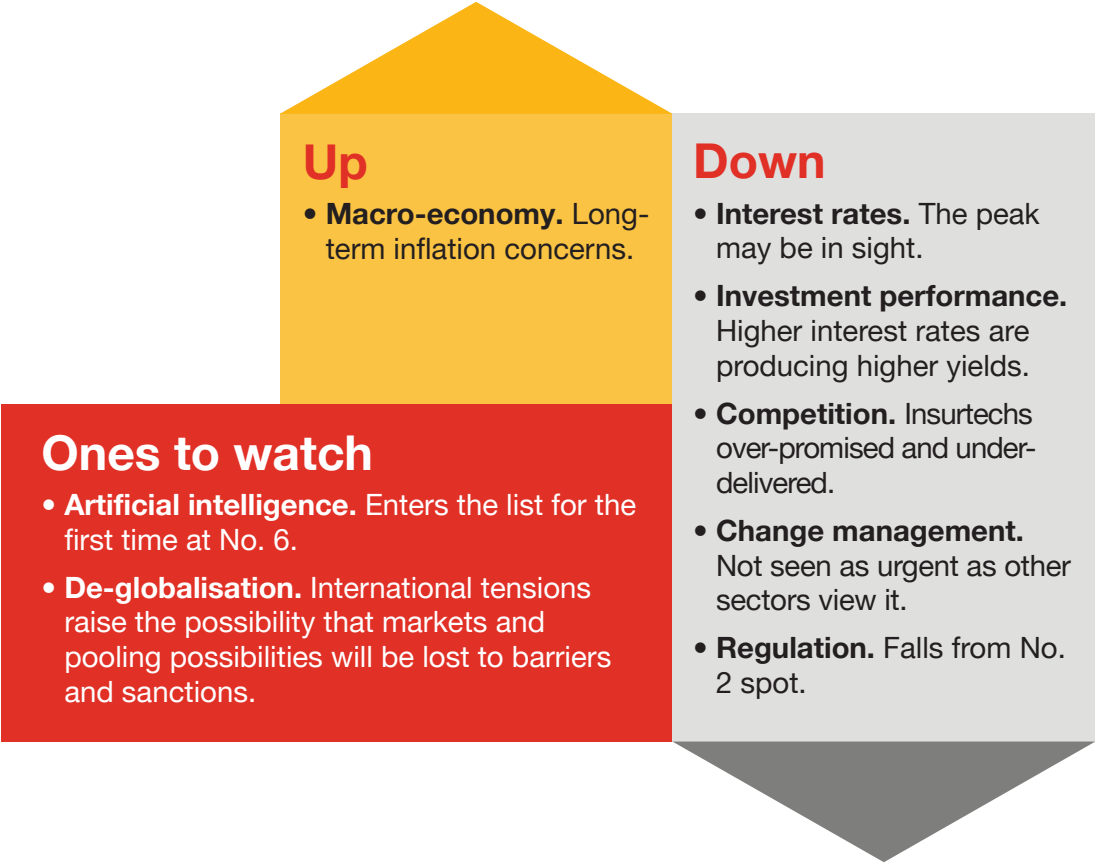 Up
• Macro-economy. Long-
term inflation concerns.
Down
• Interest rates. The peak
may be in sight.
• Investment performance.
Higher interest rates are
producing higher yields.
• Competition. Insurtechs
over-promised and under-
delivered.
• Change management.
Not seen as urgent as other
sectors view it.
• Regulation. Falls from No.
2 spot.
Ones to watch
• Artificial intelligence. Enters the list for the
first time at No. 6.
• De-globalisation. International tensions
raise the possibility that markets and
pooling possibilities will be lost to barriers
and sanctions.